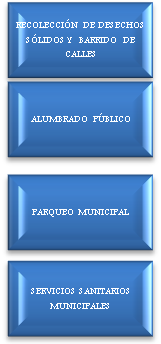 RECOLECCIÓN DE DESECHOS
SÓLIDOS Y BARRIDO DE
CALLES
ALUMBRADO PÚBLICO
PARQUEO MUNICIPAL
SERVICIOS SANITARIOS
MUNICIPALES